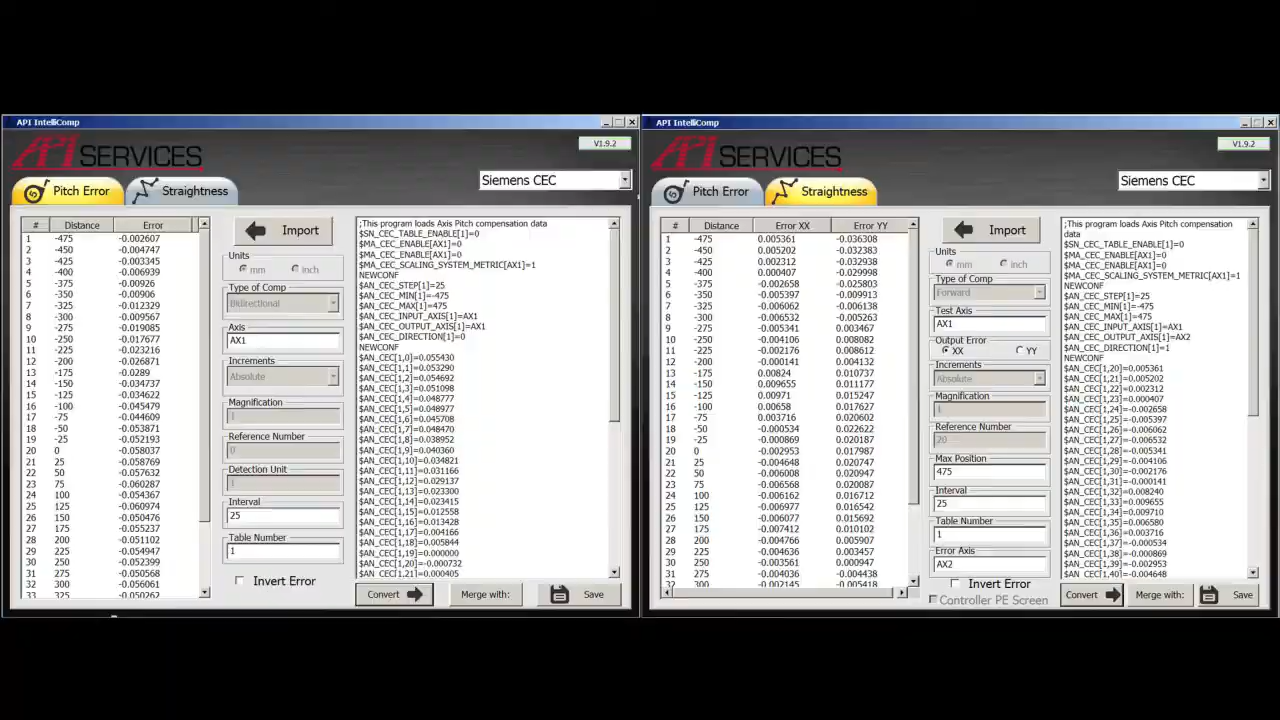 API IntelliComp
API SERVICES
V1.9.2
Pitch Error
Straightness
Siemens CEC
# Distance Error
1 -475 -0.002607
2 -450 -0.004747
3 -425 -0.003345
4 -400 -0.006939
5 -375 -0.00926
6 -350 -0.00906
7 -325 -0.012329
8 -300 -0.009567
9 -275 -0.019085
10 -250 -0.017677
11 -225 -0.023216
12 -200 -0.026871
13 -175 -0.0289
14 -150 -0.034737
15 -125 -0.034622
16 -100 -0.045479
17 -75 -0.044609
18 -50 -0.053871
19 -25 -0.052193
20 0 -0.058037
21 25 -0.058769
22 50 -0.057632
23 75 -0.060287
24 100 -0.054367
25 125 -0.060974
26 150 -0.050476
27 175 -0.055237
28 200 -0.051102
29 225 -0.054947
30 250 -0.052399
31 275 -0.050568
32 300 -0.056061
33 325 -0.050262
Import
Units
mm inch
Type of Comp
Bidirectional
Axis
AX1
Increments
Absolute
Magnification
1
Reference Number
0
Detection Unit
1
Interval
25
Table Number
1
Invert Error
;This program loads Axis Pitch compensation data
$SN_CEC_TABLE_ENABLE[1]=0
$MA_CEC_ENABLE[AX1]=0
$MA_CEC_SCALING_SYSTEM_METRIC[AX1]=1
NEWCONF
$AN_CEC_STEP[1]=25
$AN_CEC_MIN[1]=-475
$AN_CEC_MAX[1]=475
$AN_CEC_INPUT_AXIS[1]=AX1
$AN_CEC_OUTPUT_AXIS[1]=AX1
$AN_CEC_DIRECTION[1]=0
NEWCONF
$AN_CEC[1,0]=0.055430
$AN_CEC[1,1]=0.053290
$AN_CEC[1,2]=0.054692
$AN_CEC[1,3]=0.051098
$AN_CEC[1,4]=0.048777
$AN_CEC[1,5]=0.048977
$AN_CEC[1,6]=0.045708
$AN_CEC[1,7]=0.048470
$AN_CEC[1,8]=0.038952
$AN_CEC[1,9]=0.040360
$AN_CEC[1,10]=0.034821
$AN_CEC[1,11]=0.031166
$AN_CEC[1,12]=0.029137
$AN_CEC[1,13]=0.023300
$AN_CEC[1,14]=0.023415
$AN_CEC[1,15]=0.012558
$AN_CEC[1,16]=0.013428
$AN_CEC[1,17]=0.004166
$AN_CEC[1,18]=0.005844
$AN_CEC[1,19]=0.000000
$AN_CEC[1,20]=-0.000732
$AN_CEC[1,21]=0.000405
Convert
Merge with:
Save
API IntelliComp
API SERVICES
V1.9.2
Pitch Error
Straightness
Siemens CEC
# Distance Error XX Error YY
1 -475 0.005361 -0.036308
2 -450 0.005202 -0.032383
3 -425 0.002312 -0.032938
4 -400 0.000407 -0.029998
5 -375 -0.002658 -0.025803
6 -350 -0.005397 -0.009913
7 -325 -0.006062 -0.006138
8 -300 -0.006532 -0.005263
9 -275 -0.005341 0.003467
10 -250 -0.004106 0.008082
11 -225 -0.002176 0.008612
12 -200 -0.000141 0.004132
13 -175 0.00824 0.010737
14 -150 0.009655 0.011177
15 -125 0.00971 0.015247
16 -100 0.00658 0.017627
17 -75 0.003716 0.020602
18 -50 -0.000534 0.022622
19 -25 -0.000869 0.020187
20 0 -0.002953 0.017987
21 25 -0.004648 0.020747
22 50 -0.006008 0.020947
23 75 -0.006568 0.020087
24 100 -0.006162 0.016712
25 125 -0.006977 0.016542
26 150 -0.006077 0.015692
27 175 -0.007412 0.010102
28 200 -0.004766 0.005907
29 225 -0.004636 0.003457
30 250 -0.003561 0.000947
31 275 -0.004036 -0.004438
32 300 -0.002145 -0.005418
Import
Units
mm inch
Type of Comp
Forward
Test Axis
AX1
Output Error
XX YY
Increments
Absolute
Magnification
1
Reference Number
20
Max Position
475
Interval
25
Table Number
1
Error Axis
AX2
Invert Error
Controller PE Screen
;This program loads Axis Pitch compensation
data
$SN_CEC_TABLE_ENABLE[1]=0
$MA_CEC_ENABLE[AX1]=0
$MA_CEC_ENABLE[AX1]=0
$MA_CEC_SCALING_SYSTEM_METRIC[AX1]=1
NEWCONF
$AN_CEC_STEP[1]=25
$AN_CEC_MIN[1]=-475
$AN_CEC_MAX[1]=475
$AN_CEC_INPUT_AXIS[1]=AX1
$AN_CEC_OUTPUT_AXIS[1]=AX2
$AN_CEC_DIRECTION[1]=1
NEWCONF
$AN_CEC[1,20]=0.005361
$AN_CEC[1,21]=0.005202
$AN_CEC[1,22]=0.002312
$AN_CEC[1,23]=0.000407
$AN_CEC[1,24]=-0.002658
$AN_CEC[1,25]=-0.005397
$AN_CEC[1,26]=-0.006062
$AN_CEC[1,27]=-0.006532
$AN_CEC[1,28]=-0.005341
$AN_CEC[1,29]=-0.004106
$AN_CEC[1,30]=-0.002176
$AN_CEC[1,31]=-0.000141
$AN_CEC[1,32]=0.008240
$AN_CEC[1,33]=0.009655
$AN_CEC[1,34]=0.009710
$AN_CEC[1,35]=0.006580
$AN_CEC[1,36]=0.003716
$AN_CEC[1,37]=-0.000534
$AN_CEC[1,38]=-0.000869
$AN_CEC[1,39]=-0.002953
$AN_CEC[1,40]=-0.004648
Convert
Merge with:
Save